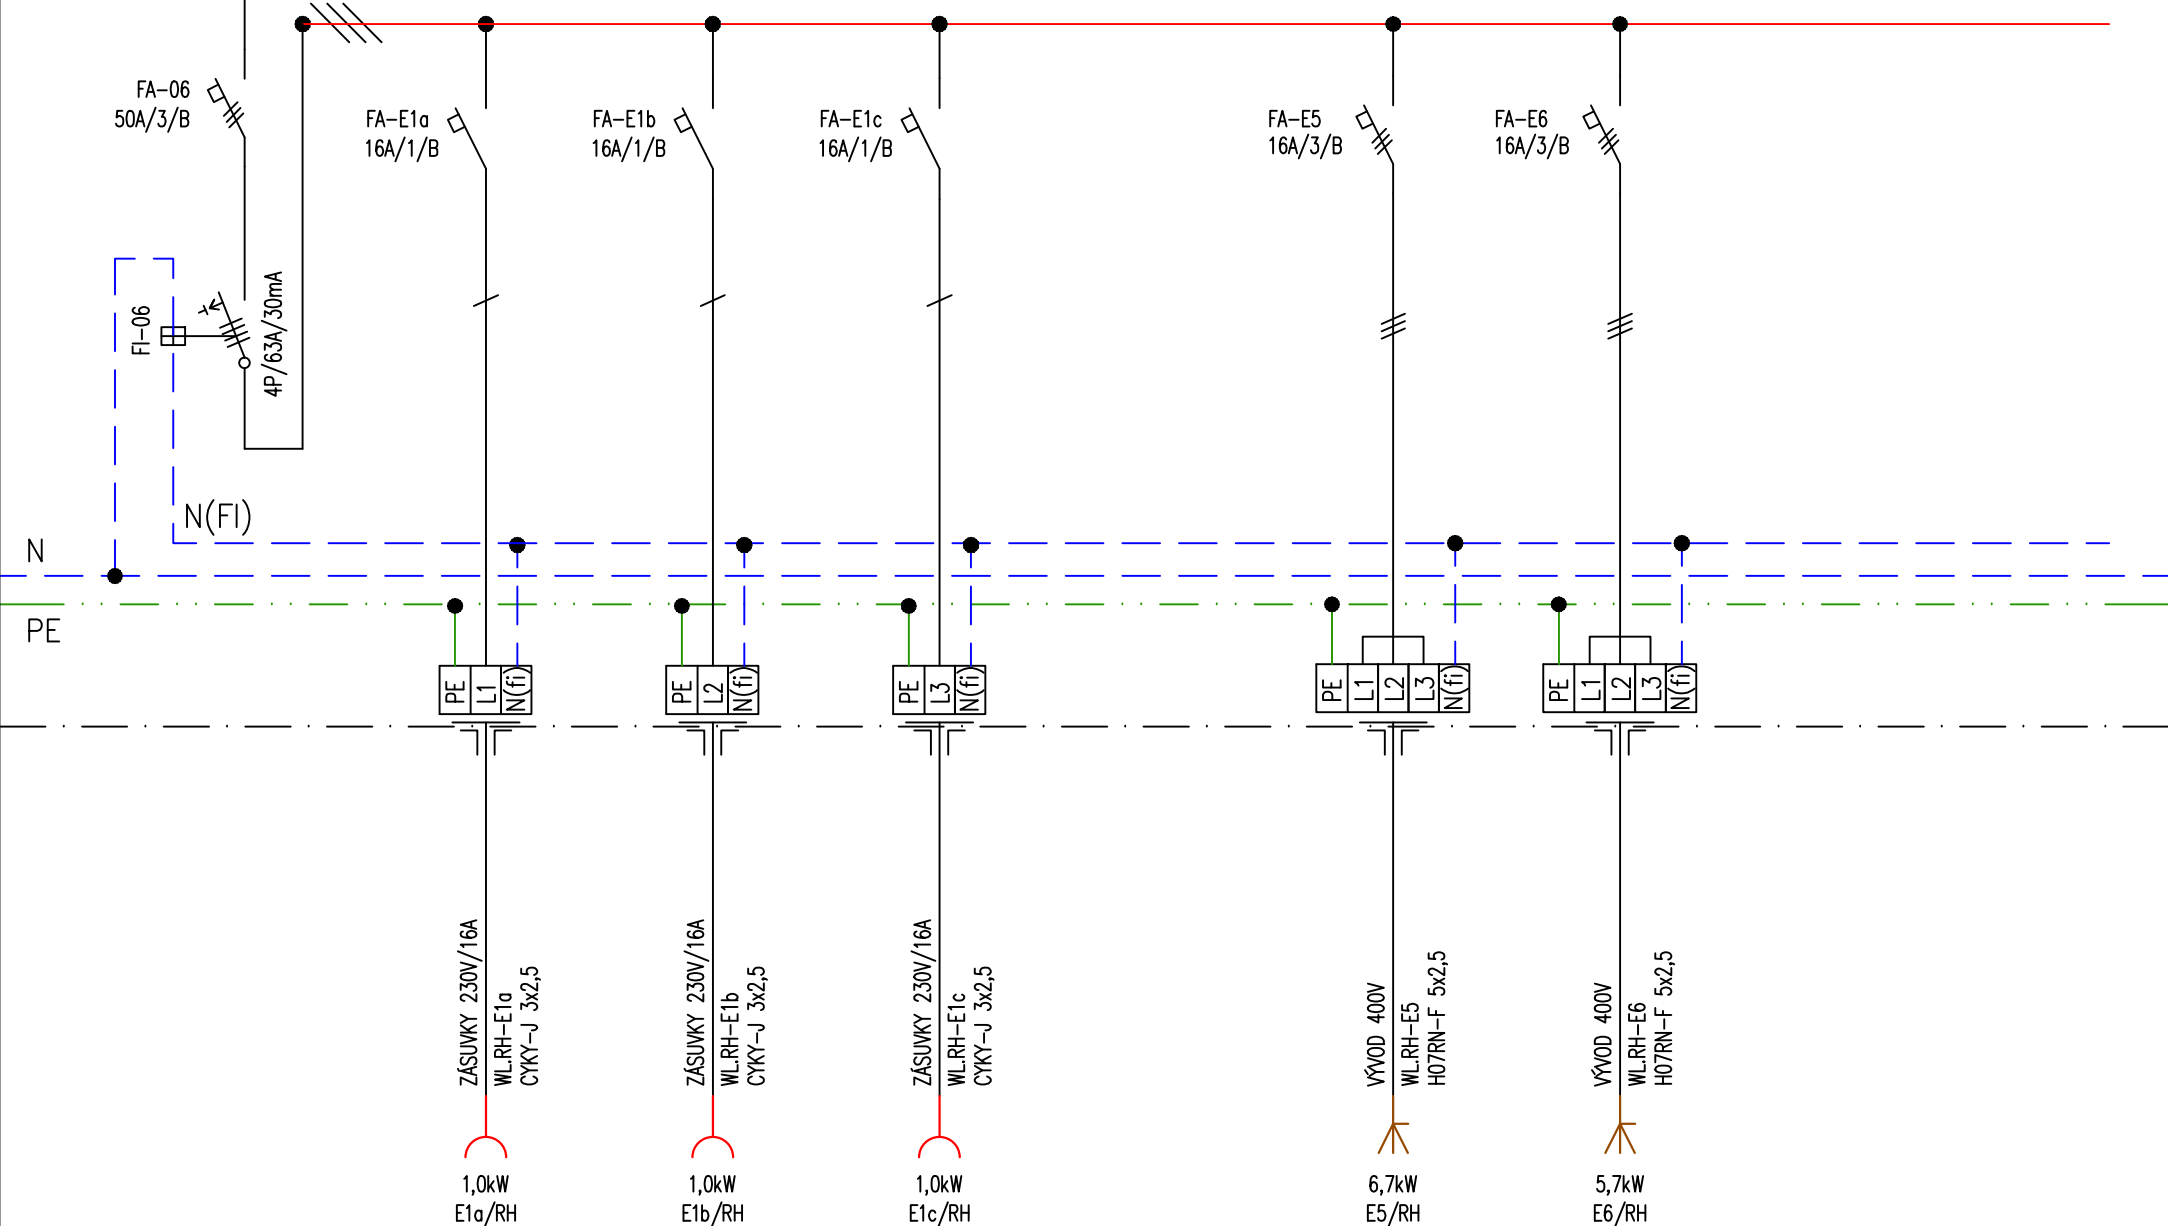 FA-06
50A/3/B
FA-E1a
16A/1/B
FA-E1b
16A/1/B
FA-E1c
16A/1/B
FA-E5
16A/3/B
FA-E6
16A/3/B
FI-06
4P/63A/30mA
N(FI)
N
PE
PE
L1
N(fi)
PE
L2
N(fi)
PE
L3
N(fi)
PE
L1
L2
L3
N(fi)
PE
L1
L2
L3
N(fi)
ZÁSUVKY 230V/16A
WL.RH-E1a
CYKY-J 3x2,5
ZÁSUVKY 230V/16A
WL.RH-E1b
CYKY-J 3x2,5
ZÁSUVKY 230V/16A
WL.RH-E1c
CYKY-J 3x2,5
VÝVOD 400V
WL.RH-E5
H07RN-F 5x2,5
VÝVOD 400V
WL.RH-E6
H07RN-F 5x2,5
1,0kW
E1a/RH
1,0kW
E1b/RH
1,0kW
E1c/RH
6,7kW
E5/RH
5,7kW
E6/RH